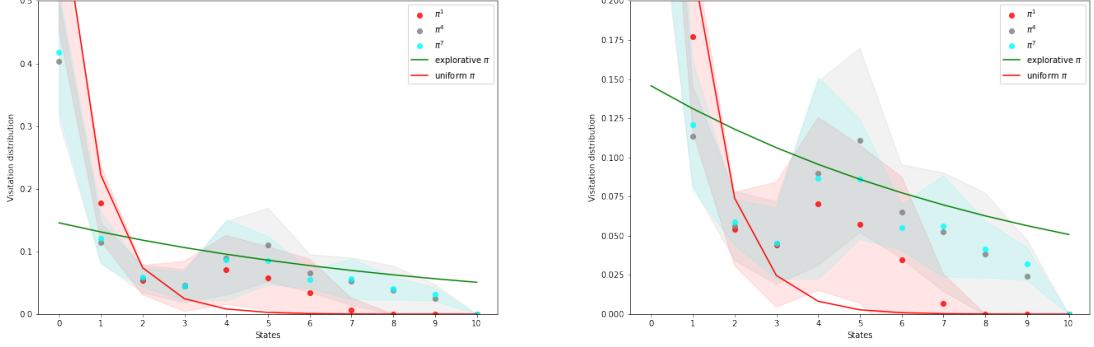 0.5
0.4
0.3
0.2
0.1
0.0
Visitation distribution
0 1 2 3 4 5 6 7 8 9 10
States
π¹
π⁴
π⁷
explorative π
uniform π
0.200
0.175
0.150
0.125
0.100
0.075
0.050
0.025
0.000
Visitation distribution
0 1 2 3 4 5 6 7 8 9 10
States
π¹
π⁴
π⁷
explorative π
uniform π